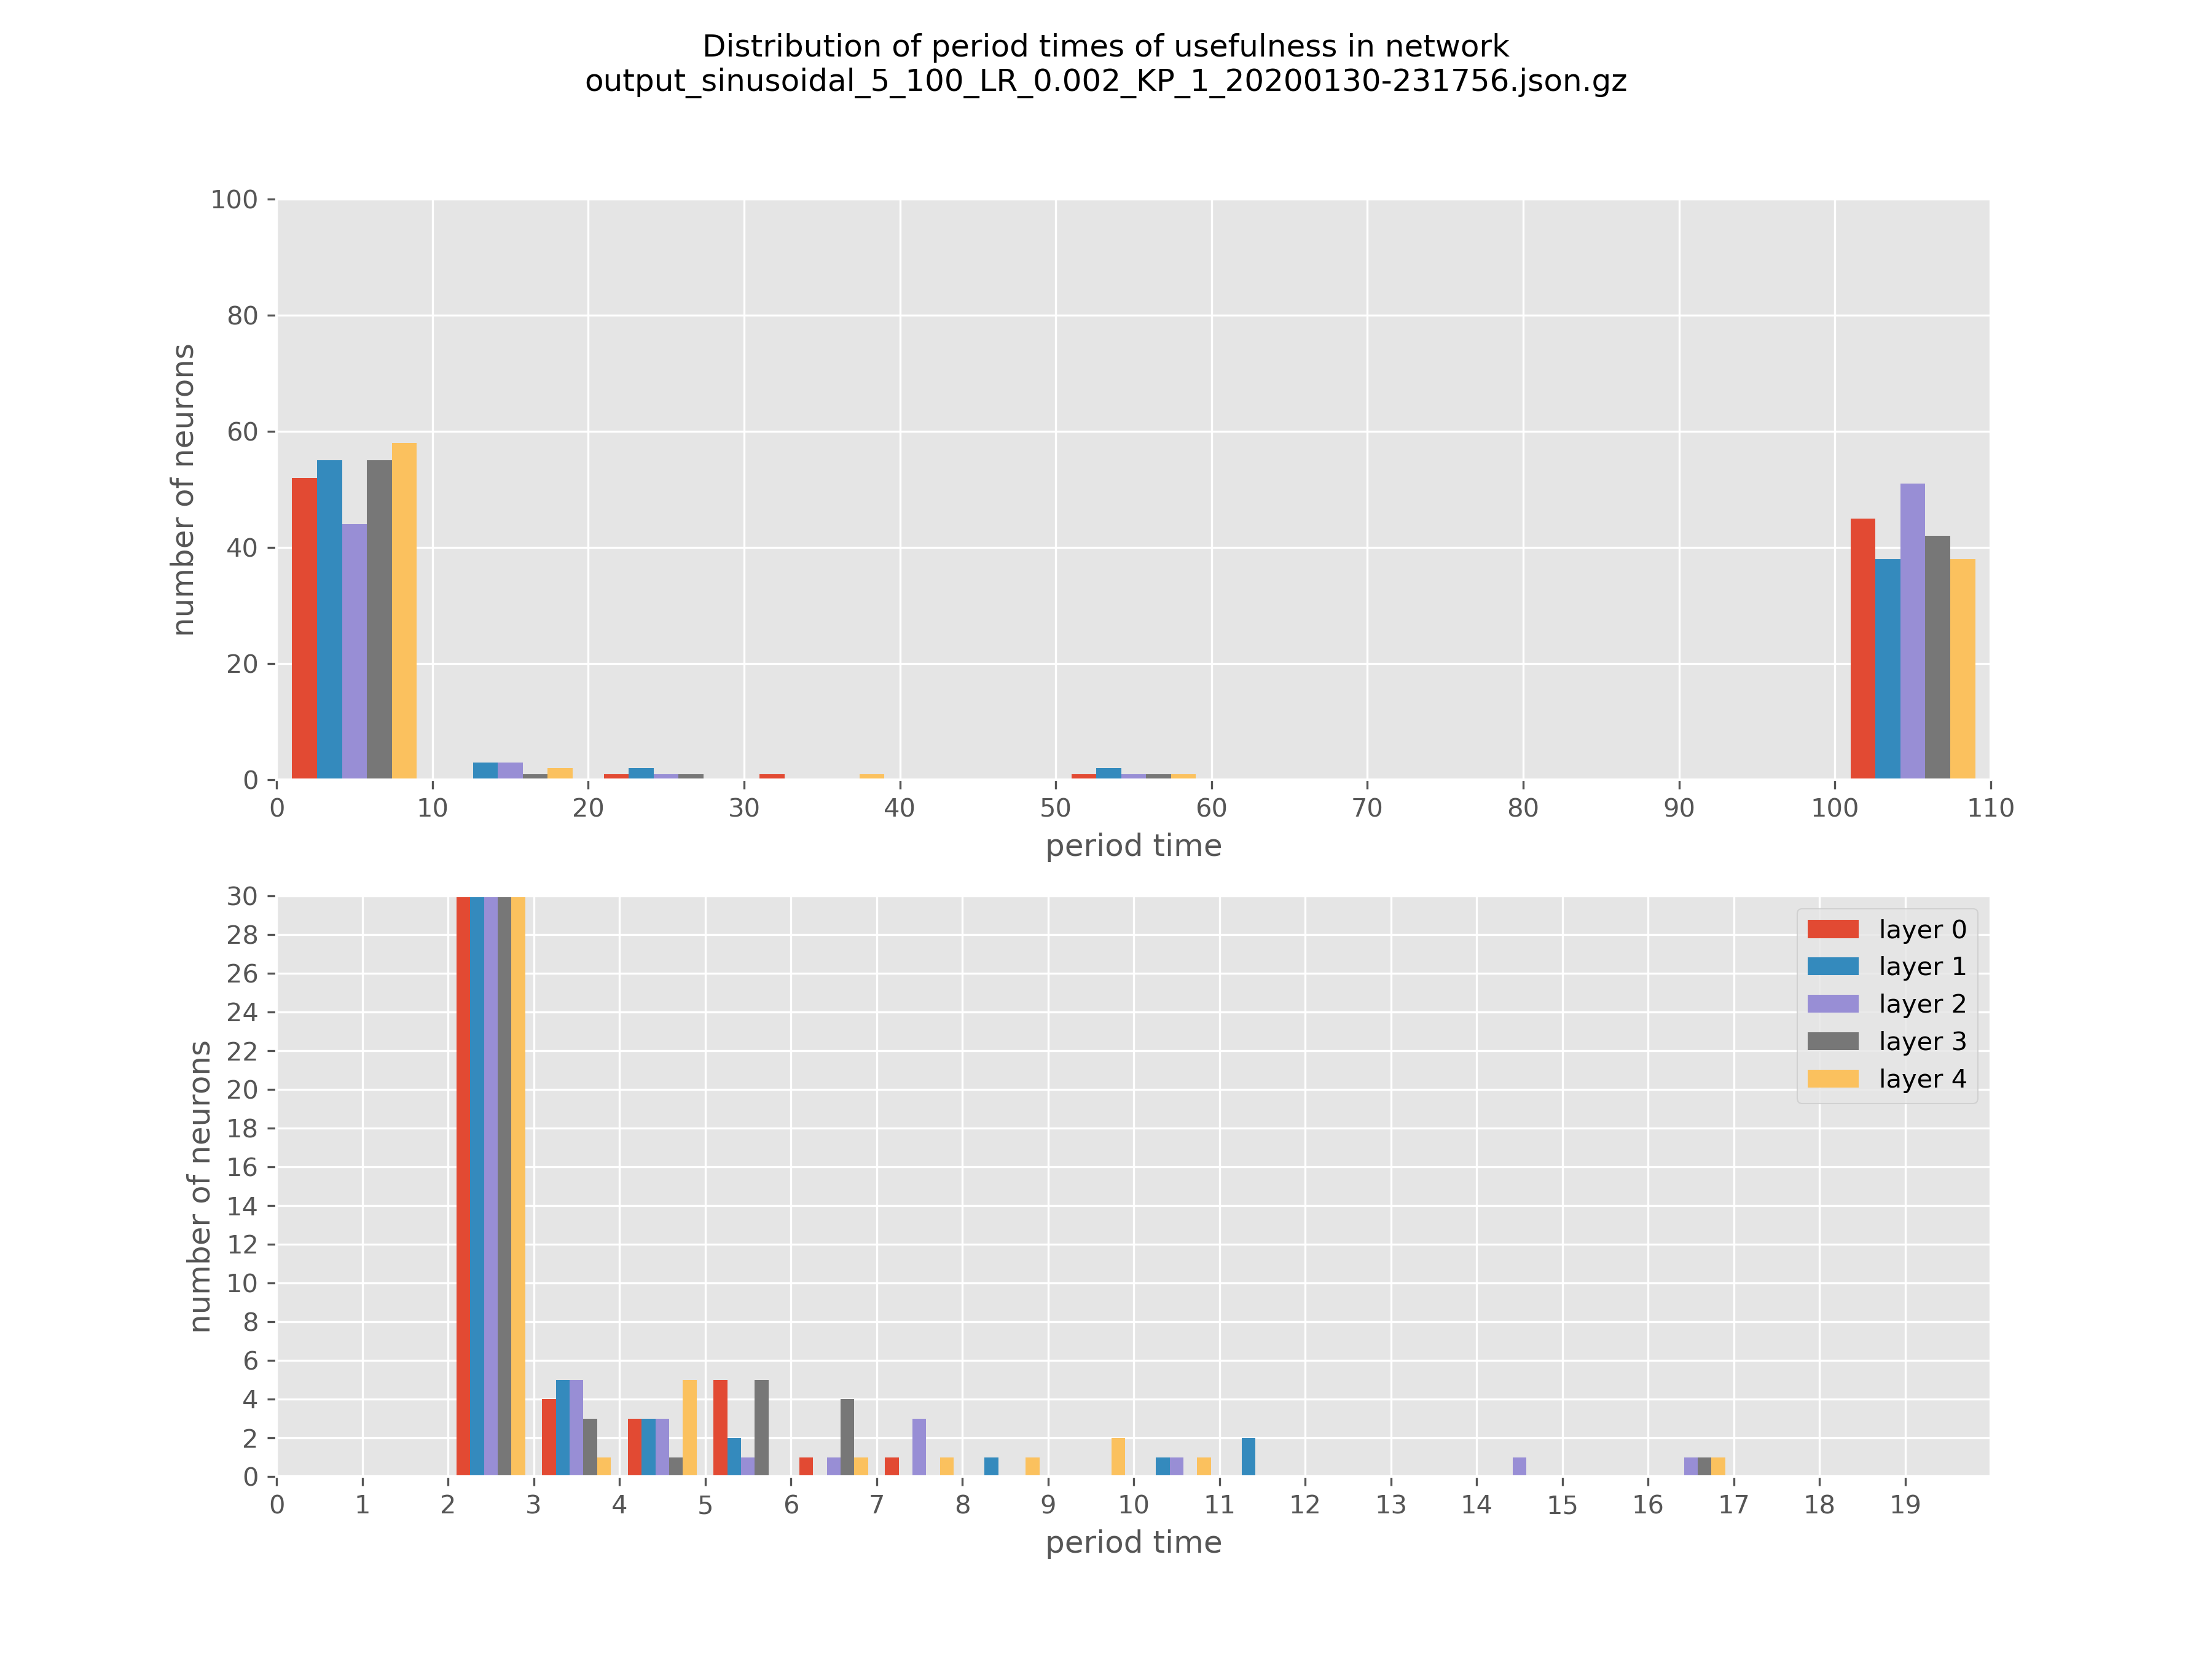 Distribution of period times of usefulness in network
output_sinusoidal_5_100_LR_0.002_KP_1_20200130-231756.json.gz
number of neurons
100
80
60
40
20
0
0 10 20 30 40 50 60 70 80 90 100 110
period time
number of neurons
30
28
26
24
22
20
18
16
14
12
10
8
6
4
2
0
layer 0
layer 1
layer 2
layer 3
layer 4
0 1 2 3 4 5 6 7 8 9 10 11 12 13 14 15 16 17 18 19
period time